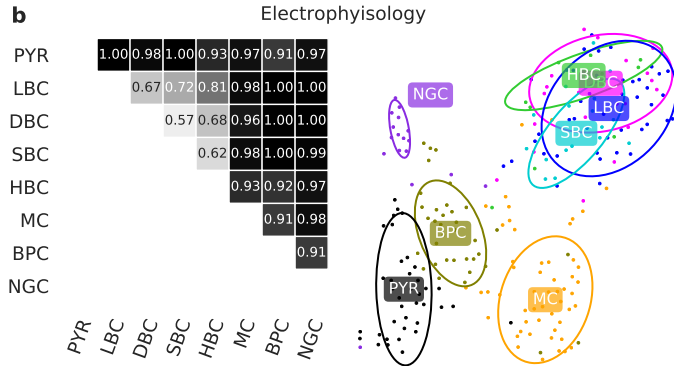 b
Electrophyisology
PYR 1.00 0.98 1.00 0.93 0.97 0.91 0.97
LBC 0.67 0.72 0.81 0.98 1.00 1.00
DBC 0.57 0.68 0.96 1.00 1.00
SBC 0.62 0.98 1.00 0.99
HBC 0.93 0.92 0.97
MC 0.91 0.98
BPC 0.91
NGC
PYR LBC DBC SBC HBC MC BPC NGC
NGC
HBC
DBC
LBC
SBC
BPC
PYR
MC